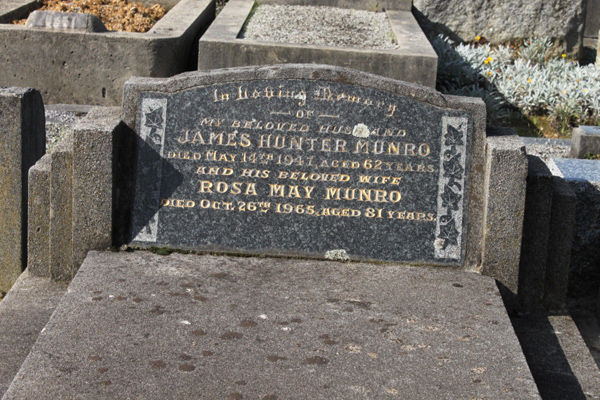 In Loving Memory
OF
MY BELOVED HUSBAND
JAMES HUNTER MUNRO
DIED MAY 14TH 1947, AGED 62 YEARS.
AND HIS BELOVED WIFE
ROSA MAY MUNRO
DIED OCT. 26TH 1965, AGED 81 YEARS.